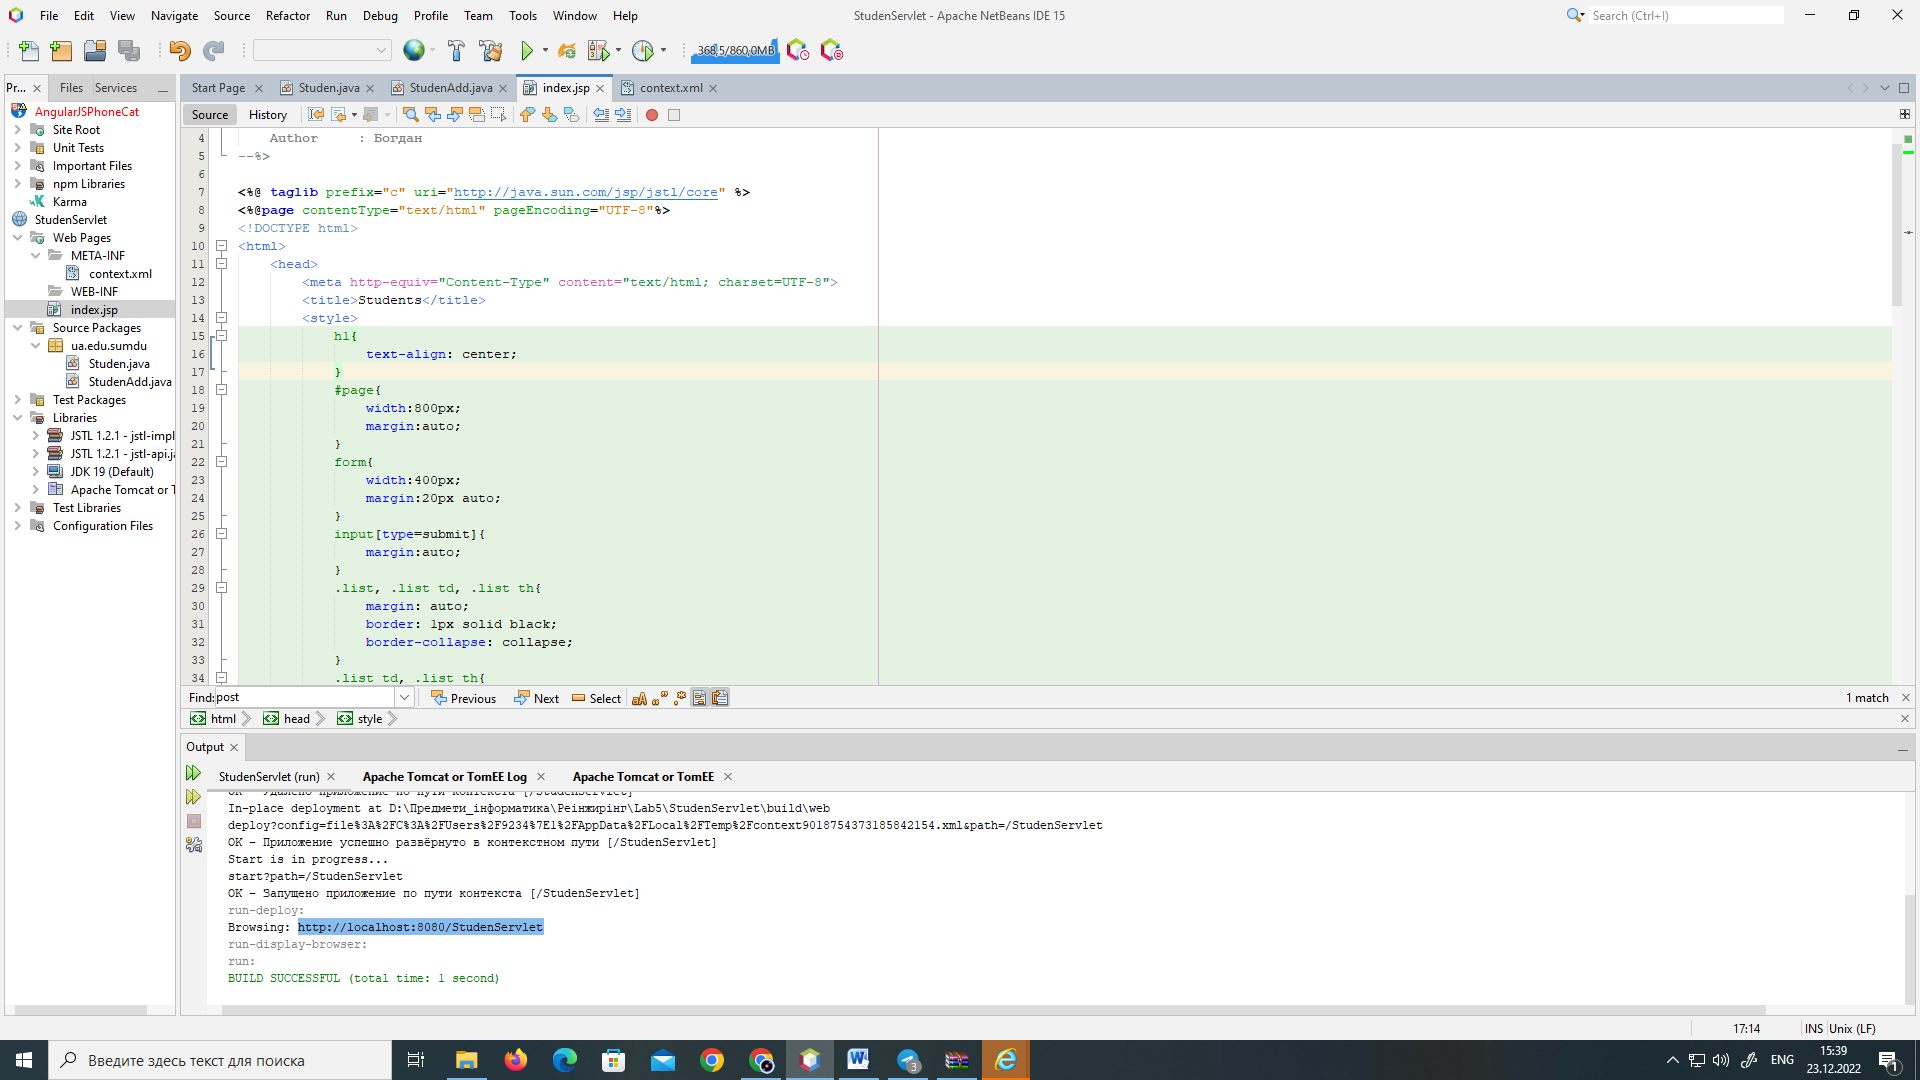 File Edit View Navigate Source Refactor Run Debug Profile Team Tools Window Help
StudenServlet - Apache NetBeans IDE 15
Search (Ctrl+I)
368,5/860,0MB
Pr... Files Services
Start Page Studen.java StudenAdd.java index.jsp context.xml
Source History
AngularJSPhoneCat
Site Root
Unit Tests
Important Files
npm Libraries
Karma
StudenServlet
Web Pages
META-INF
context.xml
WEB-INF
index.jsp
Source Packages
ua.edu.sumdu
Studen.java
StudenAdd.java
Test Packages
Libraries
JSTL 1.2.1 - jstl-impl
JSTL 1.2.1 - jstl-api.ja
JDK 19 (Default)
Apache Tomcat or T
Test Libraries
Configuration Files
4 Author : Богдан
5 --%>
6
7 <%@ taglib prefix="c" uri="http://java.sun.com/jsp/jstl/core" %>
8 <%@page contentType="text/html" pageEncoding="UTF-8"%>
9 <!DOCTYPE html>
10 <html>
11 <head>
12 <meta http-equiv="Content-Type" content="text/html; charset=UTF-8">
13 <title>Students</title>
14 <style>
15 h1{
16 text-align: center;
17 }
18 #page{
19 width:800px;
20 margin:auto;
21 }
22 form{
23 width:400px;
24 margin:20px auto;
25 }
26 input[type=submit]{
27 margin:auto;
28 }
29 .list, .list td, .list th{
30 margin: auto;
31 border: 1px solid black;
32 border-collapse: collapse;
33 }
34 .list td, .list th{
Find: post Previous Next Select 1 match
html head style
Output
StudenServlet (run) Apache Tomcat or TomEE Log Apache Tomcat or TomEE
OK - Удалено приложение по пути контекста [/StudenServlet]
In-place deployment at D:\Предмети_інформатика\Реінжирінг\Lab5\StudenServlet\build\web
deploy?config=file%3A%2FC%3A%2FUsers%2F9234%7E1%2FAppData%2FLocal%2FTemp%2Fcontext9018754373185842154.xml&path=/StudenServlet
OK - Приложение успешно развёрнуто в контекстном пути [/StudenServlet]
Start is in progress...
start?path=/StudenServlet
OK - Запущено приложение по пути контекста [/StudenServlet]
run-deploy:
Browsing: http://localhost:8080/StudenServlet
run-display-browser:
run:
BUILD SUCCESSFUL (total time: 1 second)
17:14 INS Unix (LF)
Введите здесь текст для поиска
3
ENG
15:39
23.12.2022
1